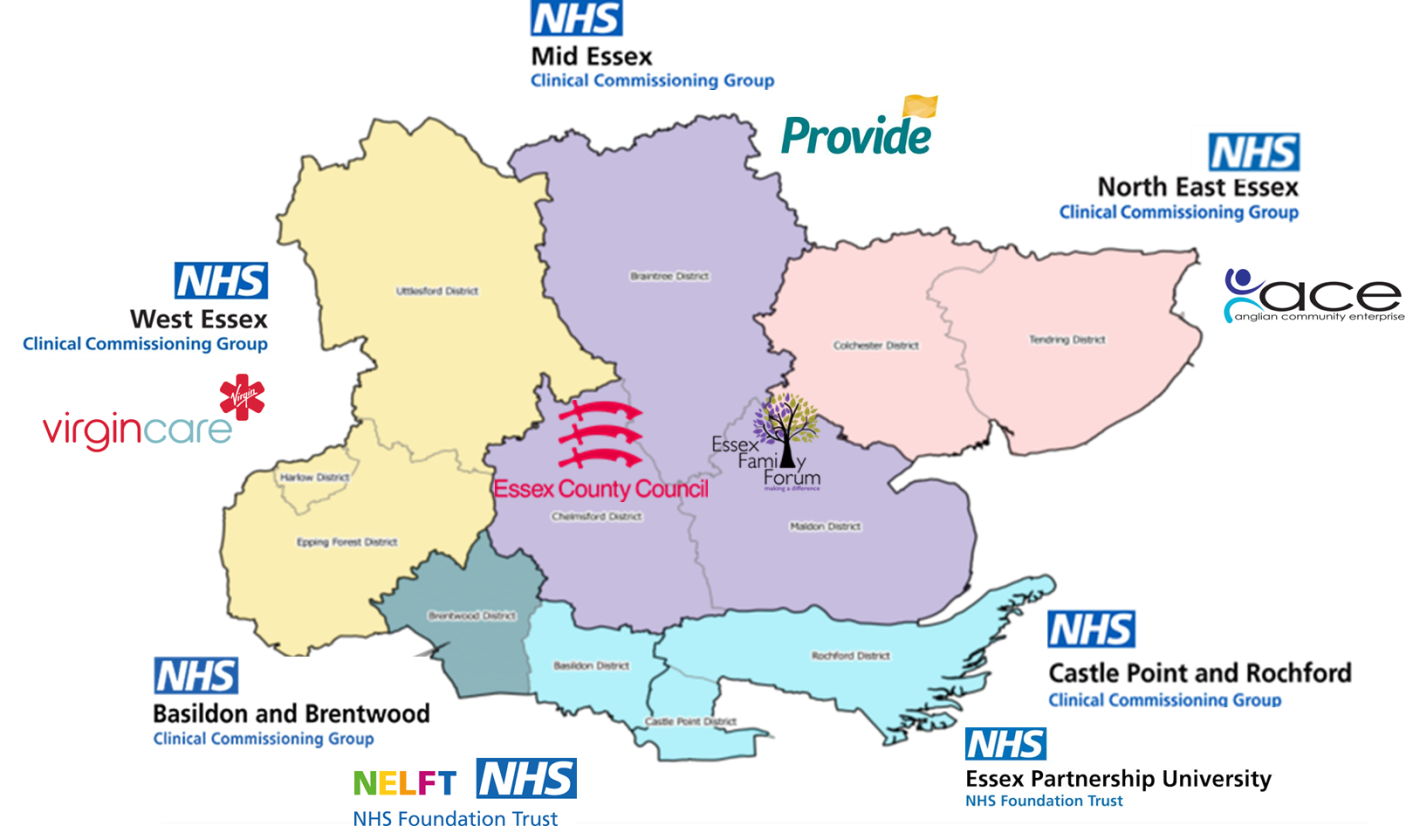 NHS
Mid Essex
Clinical Commissioning Group
Provide
NHS
North East Essex
Clinical Commissioning Group
ace
anglian community enterprise
NHS
West Essex
Clinical Commissioning Group
Virgin
virgincare
Uttlesford District
Braintree District
Colchester District
Tendring District
Essex County Council
Essex
Family
Forum
making a difference
Harlow District
Chelmsford District
Maldon District
Epping Forest District
Brentwood District
Basildon District
Rochford District
Castle Point District
NHS
Castle Point and Rochford
Clinical Commissioning Group
NHS
Basildon and Brentwood
Clinical Commissioning Group
NHS
Essex Partnership University
NHS Foundation Trust
NELFT NHS
NHS Foundation Trust